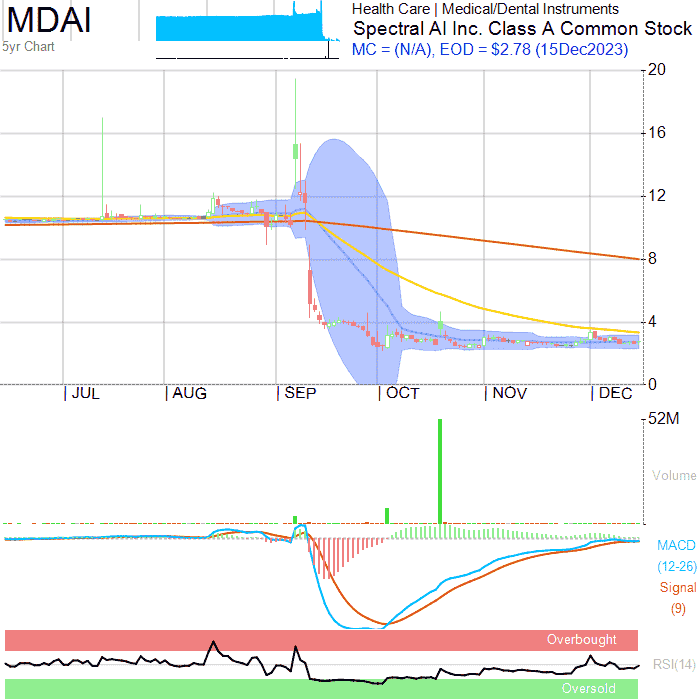 MDAI
5yr Chart
Health Care | Medical/Dental Instruments
Spectral AI Inc. Class A Common Stock
MC = (N/A), EOD = $2.78 (15Dec2023)
20
16
12
8
4
0
JUL AUG SEP OCT NOV DEC
52M
Volume
MACD
(12-26)
Signal
(9)
Overbought
RSI(14)
Oversold